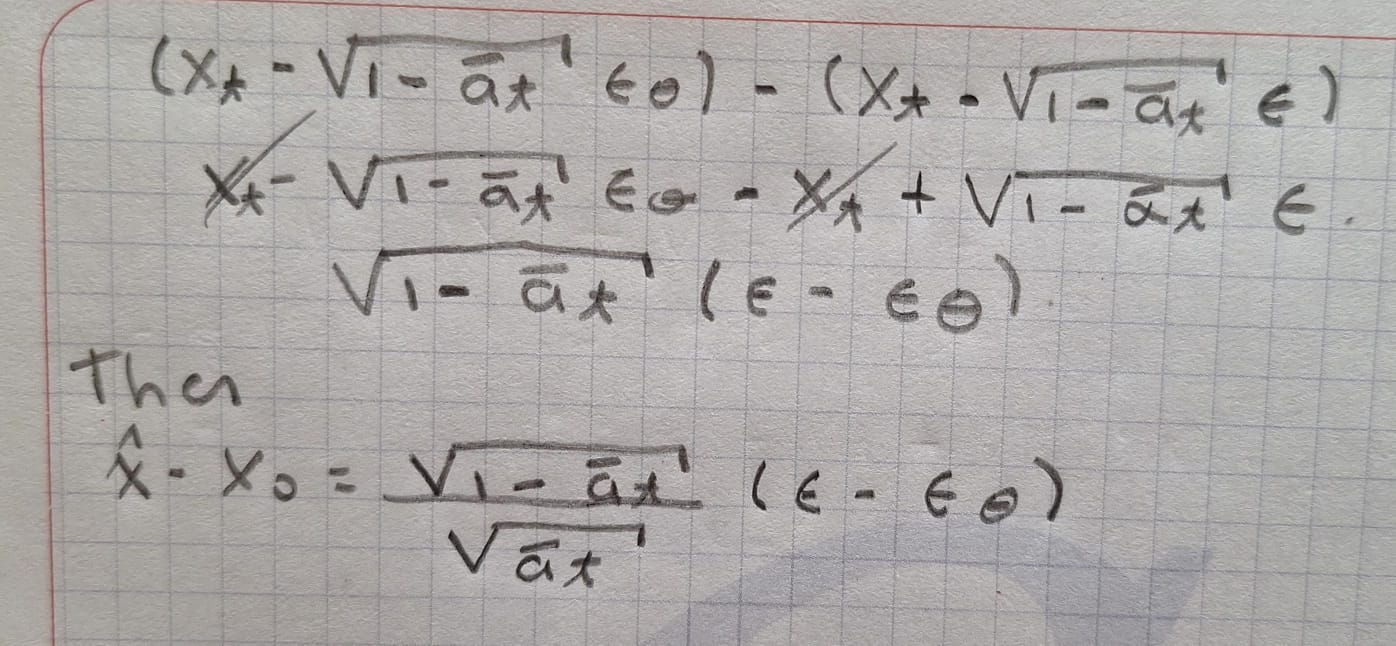 (x_t - √(1 - ā_t) ϵ_θ) - (x_t - √(1 - ā_t) ϵ)
x_t - √(1 - ā_t) ϵ_θ - x_t + √(1 - ā_t) ϵ.
√(1 - ā_t) (ϵ - ϵ_θ).
Then
x̂ - x_0 = √(1 - ā_t) / √(ā_t) (ϵ - ϵ_θ)